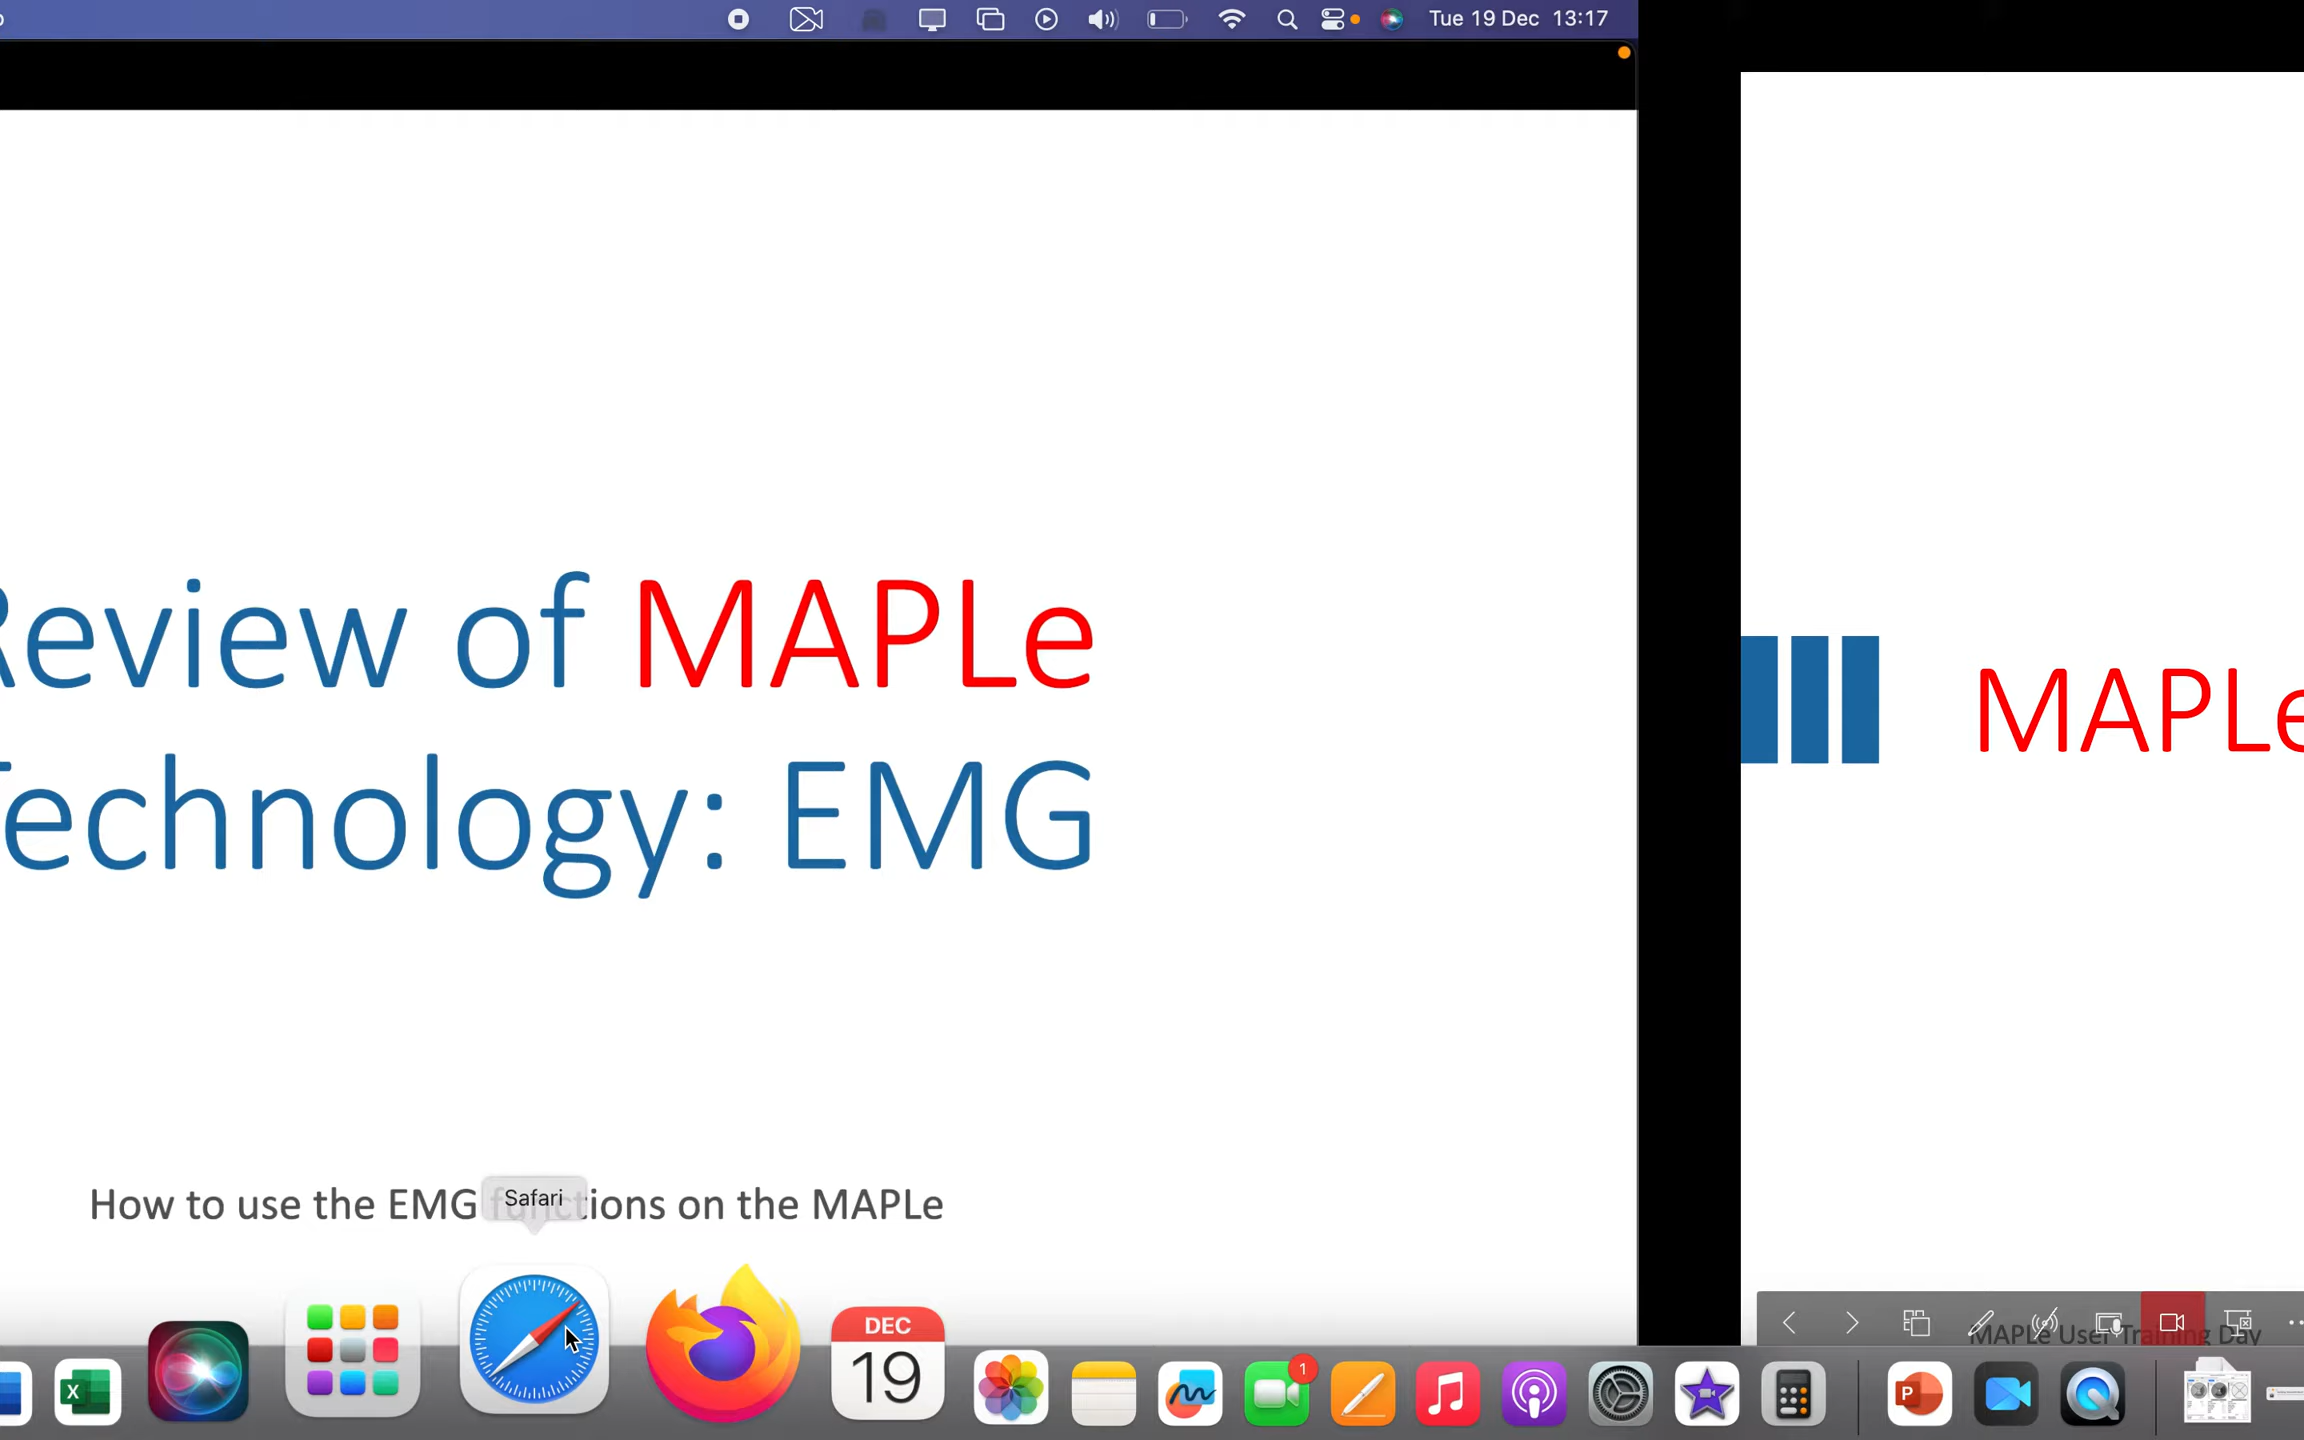 Tue 19 Dec 13:17
Review of MAPLe
Technology: EMG
MAPLe
How to use the EMG functions on the MAPLe
Safari
MAPLe User Training Day
DEC
19
1
X
P